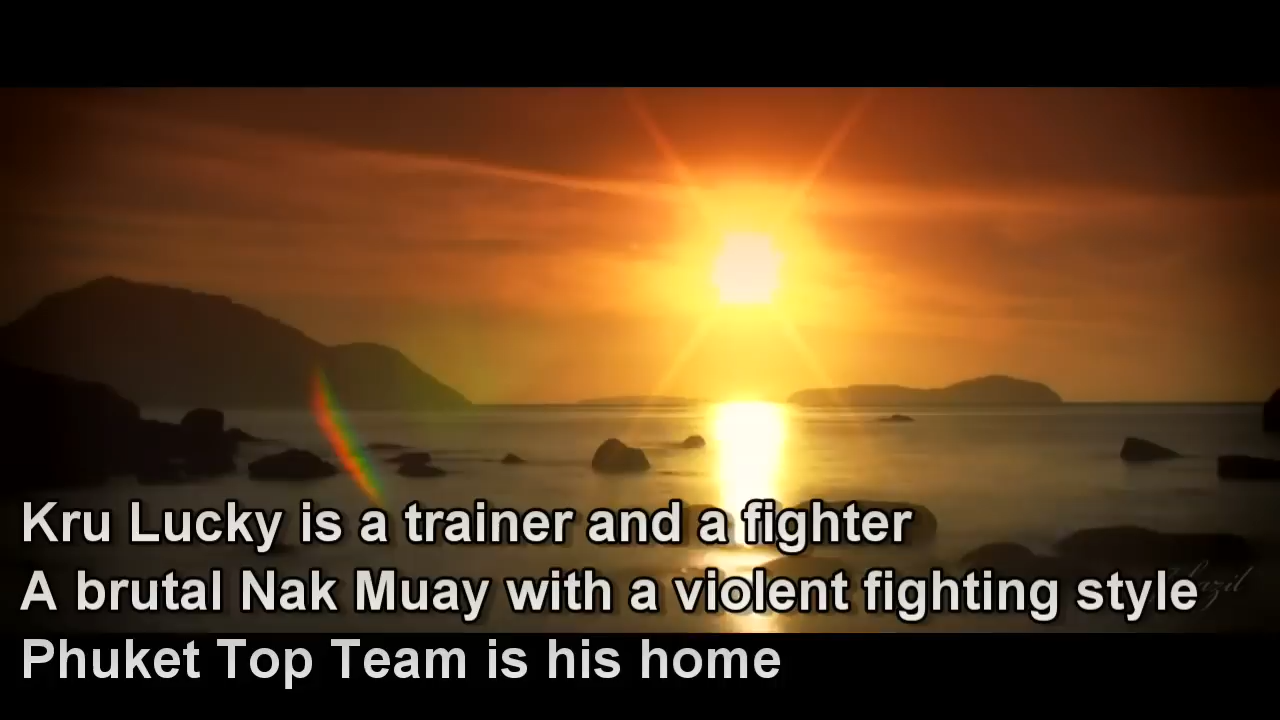 Kru Lucky is a trainer and a fighter
A brutal Nak Muay with a violent fighting style
Phuket Top Team is his home